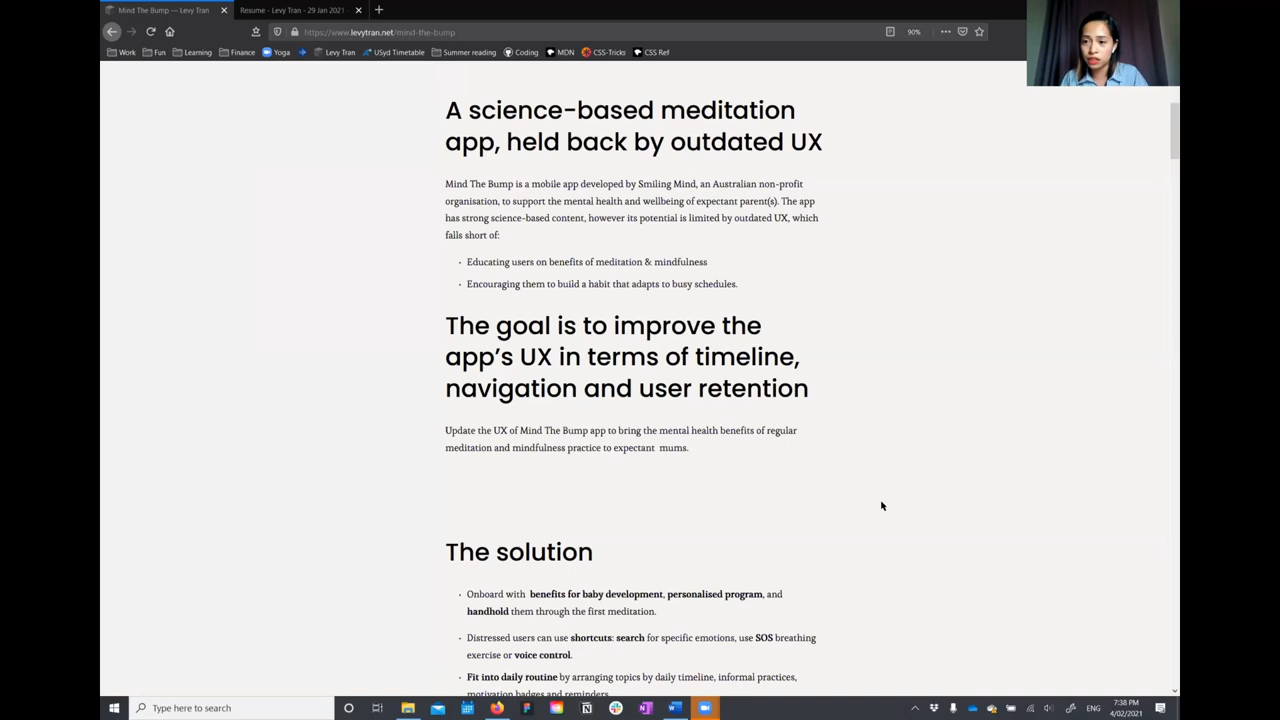 Mind The Bump — Levy Tran
Resume - Levy Tran - 29 Jan 2021 -
https://www.levytran.net/mind-the-bump
90%
Work Fun Learning Finance Yoga Levy Tran USyd Timetable Summer reading Coding MDN CSS-Tricks CSS Ref
A science-based meditation
app, held back by outdated UX
Mind The Bump is a mobile app developed by Smiling Mind, an Australian non-profit
organisation, to support the mental health and wellbeing of expectant parent(s). The app
has strong science-based content, however its potential is limited by outdated UX, which
falls short of:
· Educating users on benefits of meditation & mindfulness
· Encouraging them to build a habit that adapts to busy schedules.
The goal is to improve the
app’s UX in terms of timeline,
navigation and user retention
Update the UX of Mind The Bump app to bring the mental health benefits of regular
meditation and mindfulness practice to expectant mums.
The solution
· Onboard with benefits for baby development, personalised program, and
handhold them through the first meditation.
· Distressed users can use shortcuts: search for specific emotions, use SOS breathing
exercise or voice control.
· Fit into daily routine by arranging topics by daily timeline, informal practices,
motivation badges and reminders.
Type here to search
ENG
7:38 PM
4/02/2021